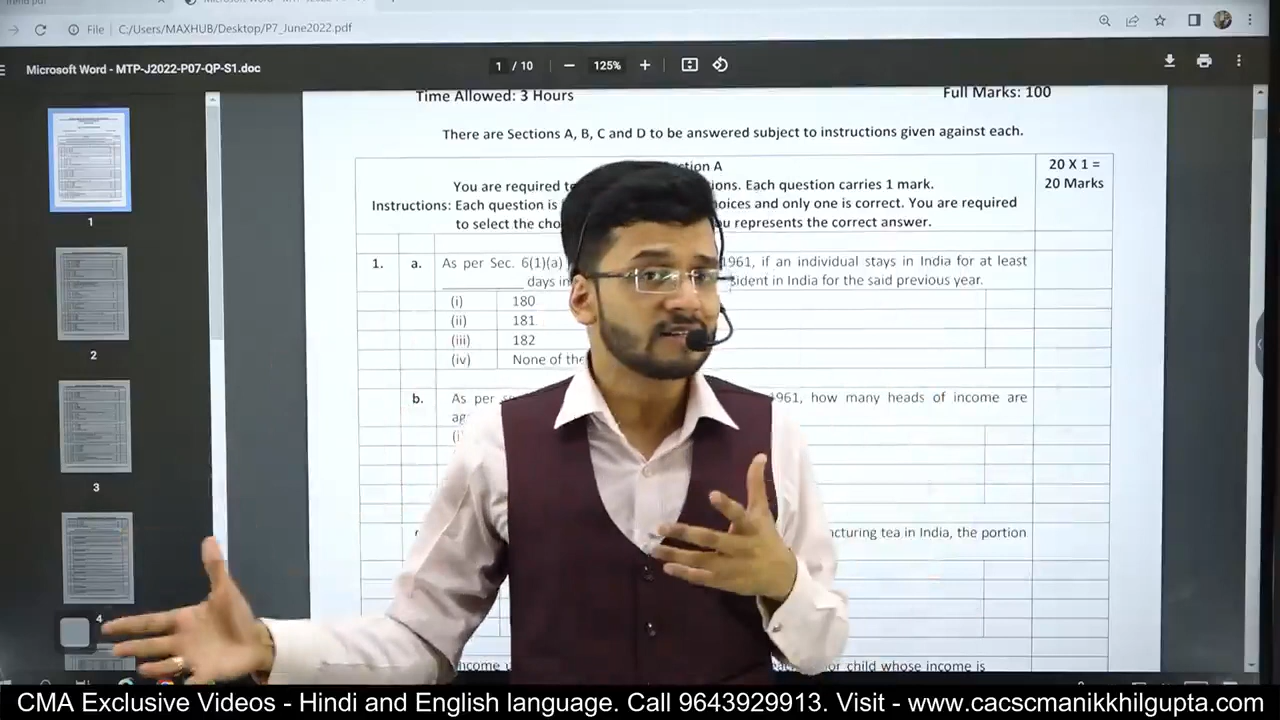 File C:/Users/MAXHUB/Desktop/P7_June2022.pdf
Microsoft Word - MTP-J2022-P07-QP-S1.doc
1 / 10 − 125% +
Time Allowed: 3 Hours Full Marks: 100
There are Sections A, B, C and D to be answered subject to instructions given against each.
A 20 X 1 =
You are required ions. Each question carries 1 mark. 20 Marks
Instructions: Each question is oices and only one is correct. You are required
to select the represents the correct answer.
1. a. As per Sec. 6(1)(a) 1961, if an individual stays in India for at least
________ days in in India for the said previous year.
(i) 180
(ii) 181
(iii) 182
(iv) None of the
b. As per 1961, how many heads of income are
cturing tea in India, the portion
child whose income is
1
2
3
4
CMA Exclusive Videos - Hindi and English language. Call 9643929913. Visit - www.cacscmanikkhilgupta.com